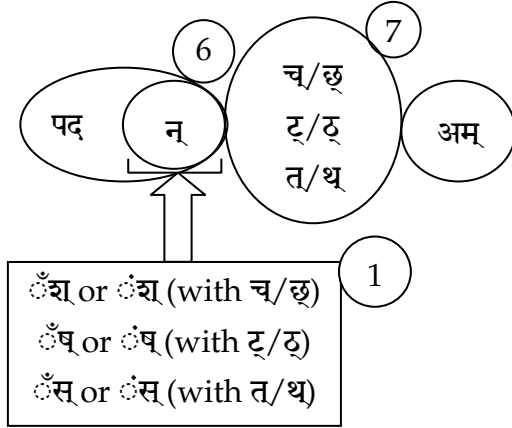 6
7
पद
न्
च्/छ्
ट्/ठ्
त्/थ्
अम्
1
ँश् or ंश् (with च्/छ्)
ँष् or ंष् (with ट्/ठ्)
ँस् or ंस् (with त्/थ्)